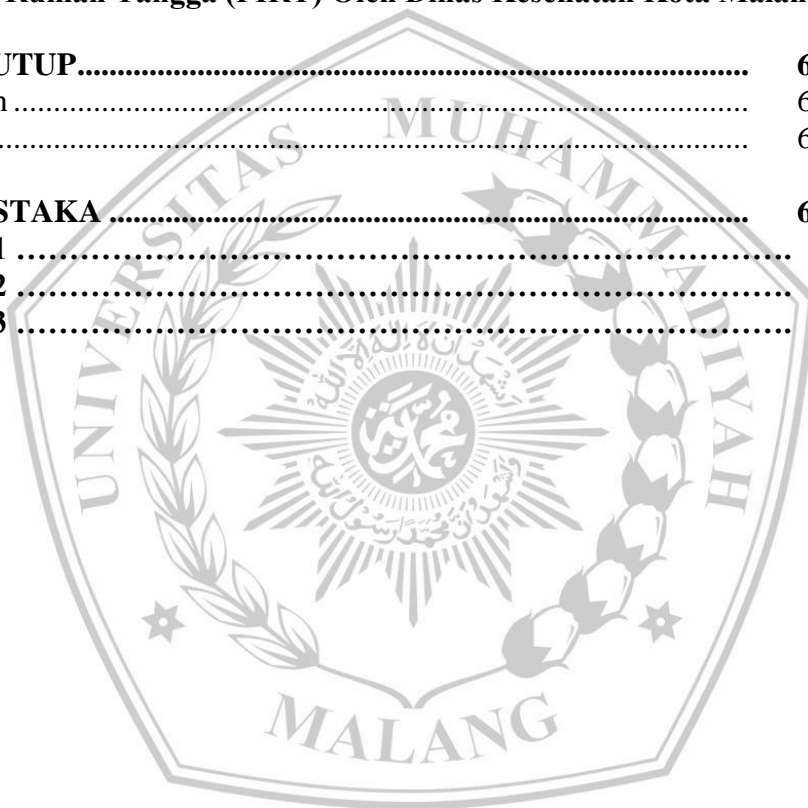 Rumah Tangga (PIRT) Oleh Dinas Kesehatan Kota Malan
UTUP.................................................................................... 6
n ............................................................................................ 6
............................................................................................... 6
STAKA ................................................................................ 6
1 ……………………………………………………………………….
2 ……………………………………………………………………….
3 ……………………………………………………………………….
UNIVERSITAS MUHAMMADIYAH
MALANG